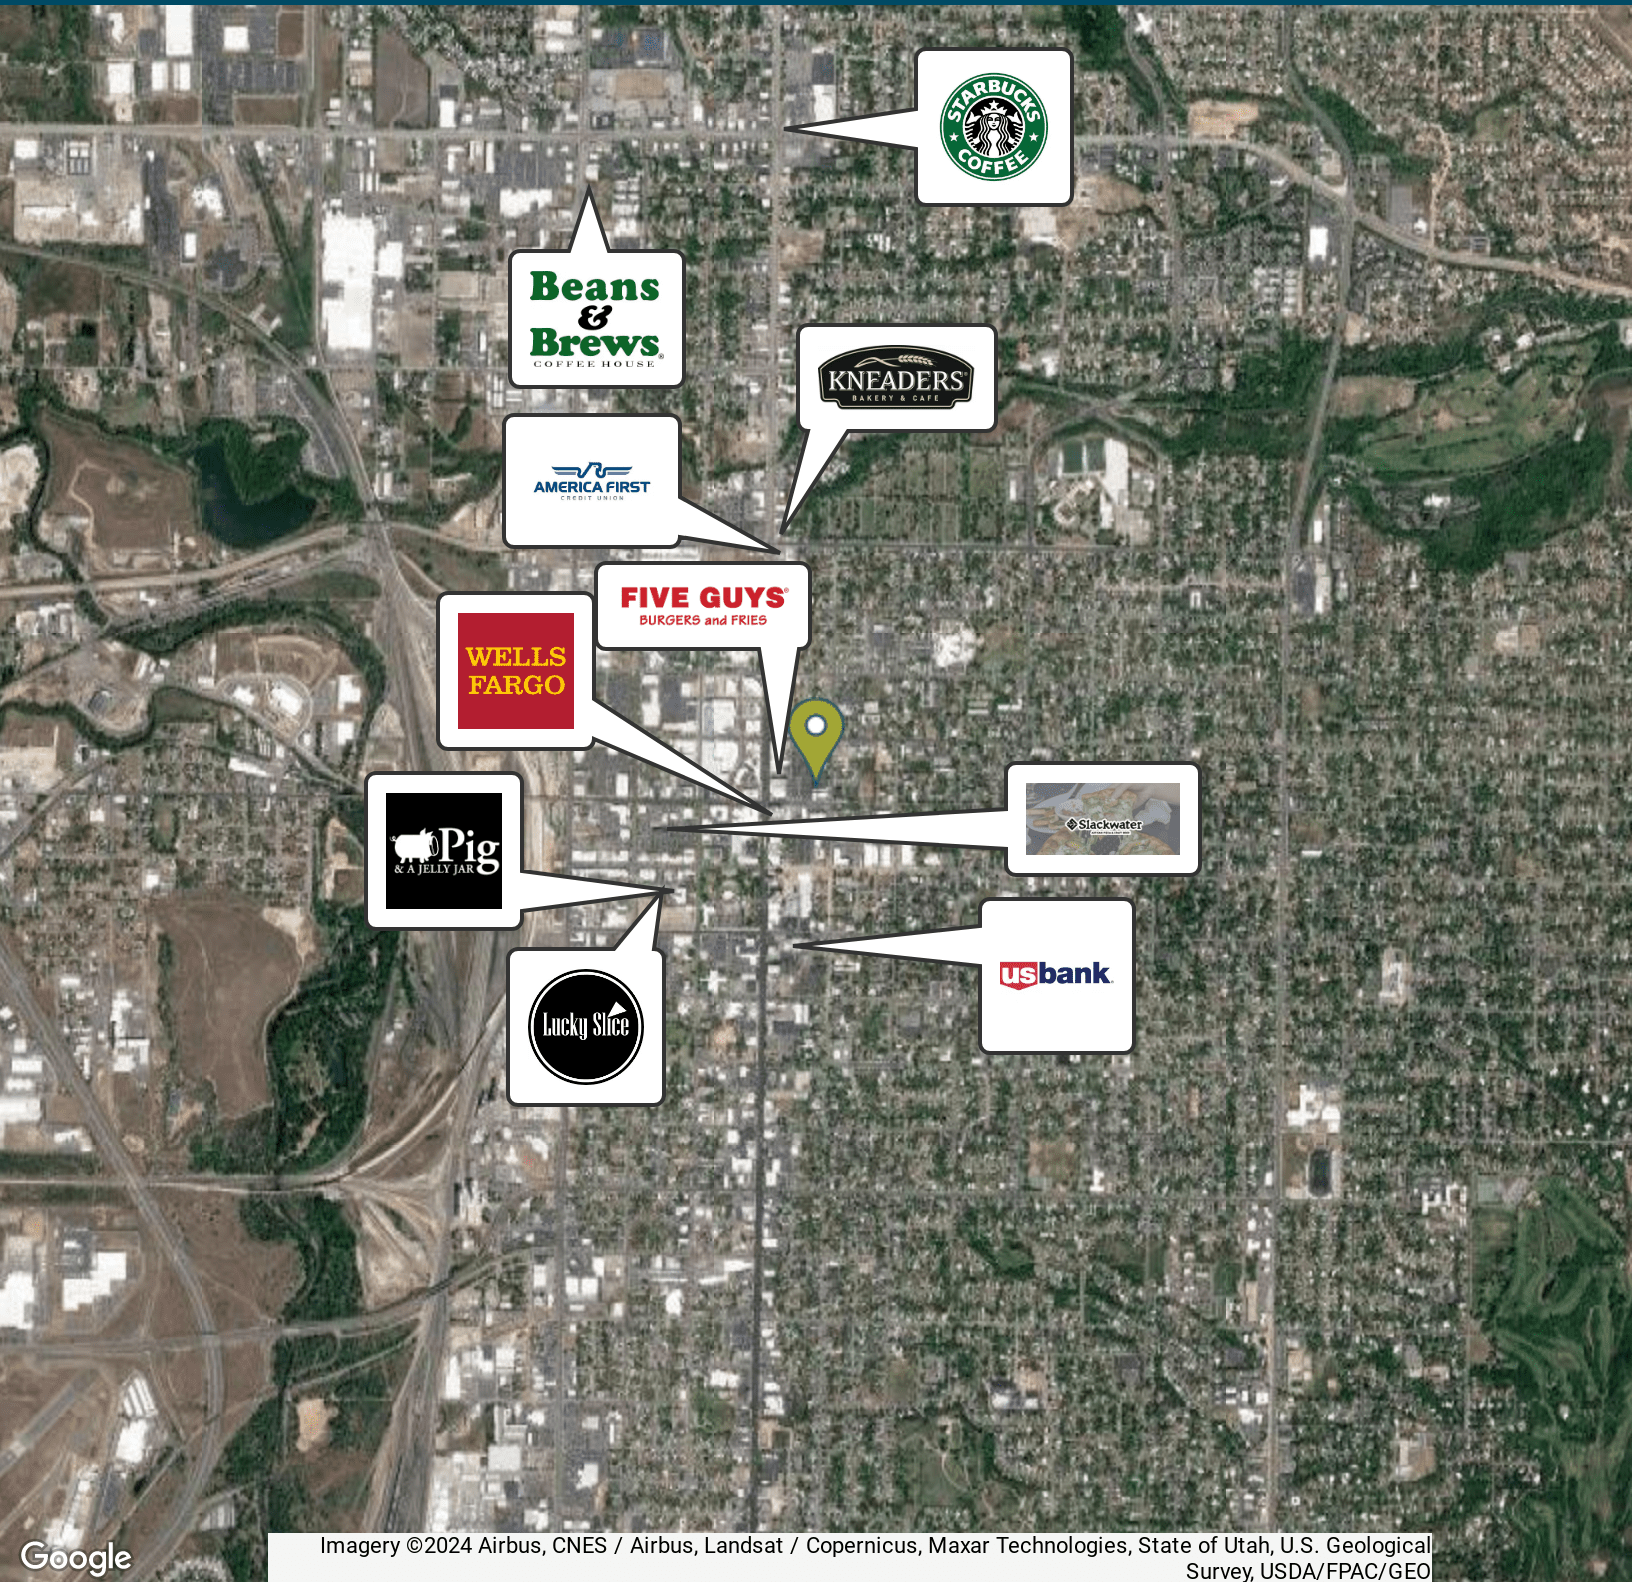 STARBUCKS
COFFEE
Beans
&
Brews®
COFFEE HOUSE
KNEADERS®
BAKERY & CAFE
AMERICA FIRST
CREDIT UNION
FIVE GUYS®
BURGERS and FRIES
WELLS
FARGO
Slackwater
Pig
& A JELLY JAR
usbank
Lucky Slice
Google
Imagery ©2024 Airbus, CNES / Airbus, Landsat / Copernicus, Maxar Technologies, State of Utah, U.S. Geological
Survey, USDA/FPAC/GEO